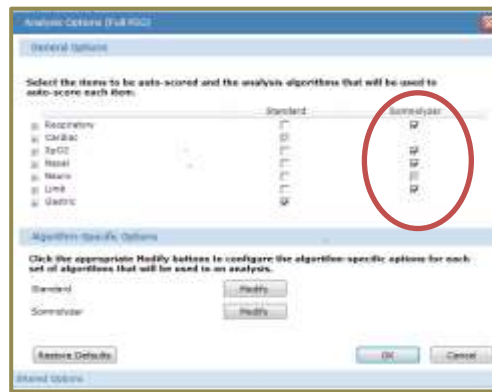 Analysis Options (Full PSG)
General Options
Select the items to be auto-scored and the analysis algorithms that will be used to
auto-score each item.
Standard Somnolyzer
Respiratory
Cardiac
SpO2
Nasal
Neuro
Limb
Gastric
Algorithm-Specific Options
Click the appropriate Modify buttons to configure the algorithm-specific options for each
set of algorithms that will be used in an analysis.
Standard Modify
Somnolyzer Modify
Restore Defaults OK Cancel
Shared Options